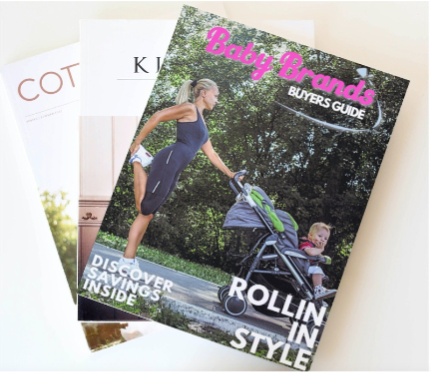 COT
KI
Baby Brands
BUYERS GUIDE
DISCOVER
SAVINGS
INSIDE
ROLLIN
IN
STYLE